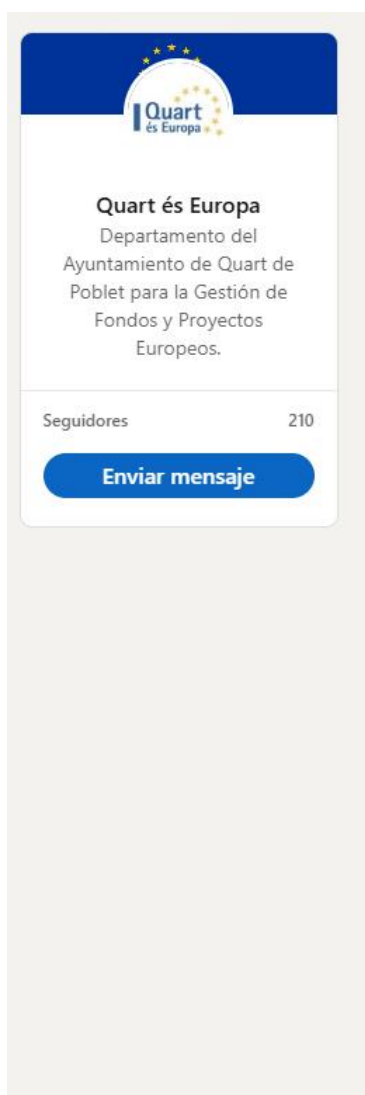 Quart
és Europa
Quart és Europa
Departamento del
Ayuntamiento de Quart de
Poblet para la Gestión de
Fondos y Proyectos
Europeos.
Seguidores 210
Enviar mensaje